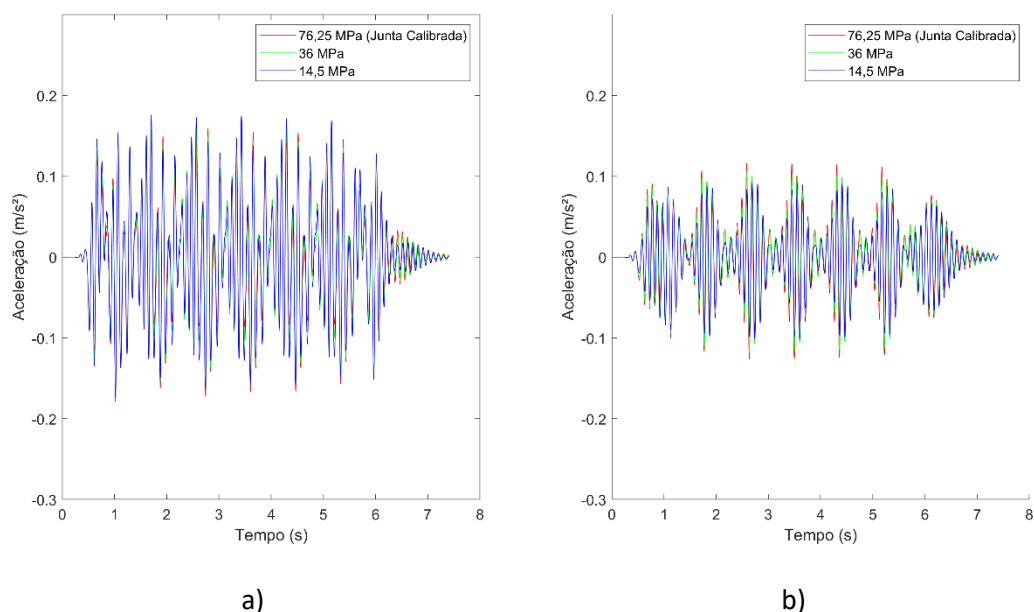 76,25 MPa (Junta Calibrada)
36 MPa
14,5 MPa
0.2
0.1
0
-0.1
-0.2
-0.3
Aceleração (m/s²)
0 1 2 3 4 5 6 7 8
Tempo (s)
a)
76,25 MPa (Junta Calibrada)
36 MPa
14,5 MPa
0.2
0.1
0
-0.1
-0.2
-0.3
Aceleração (m/s²)
0 1 2 3 4 5 6 7 8
Tempo (s)
b)